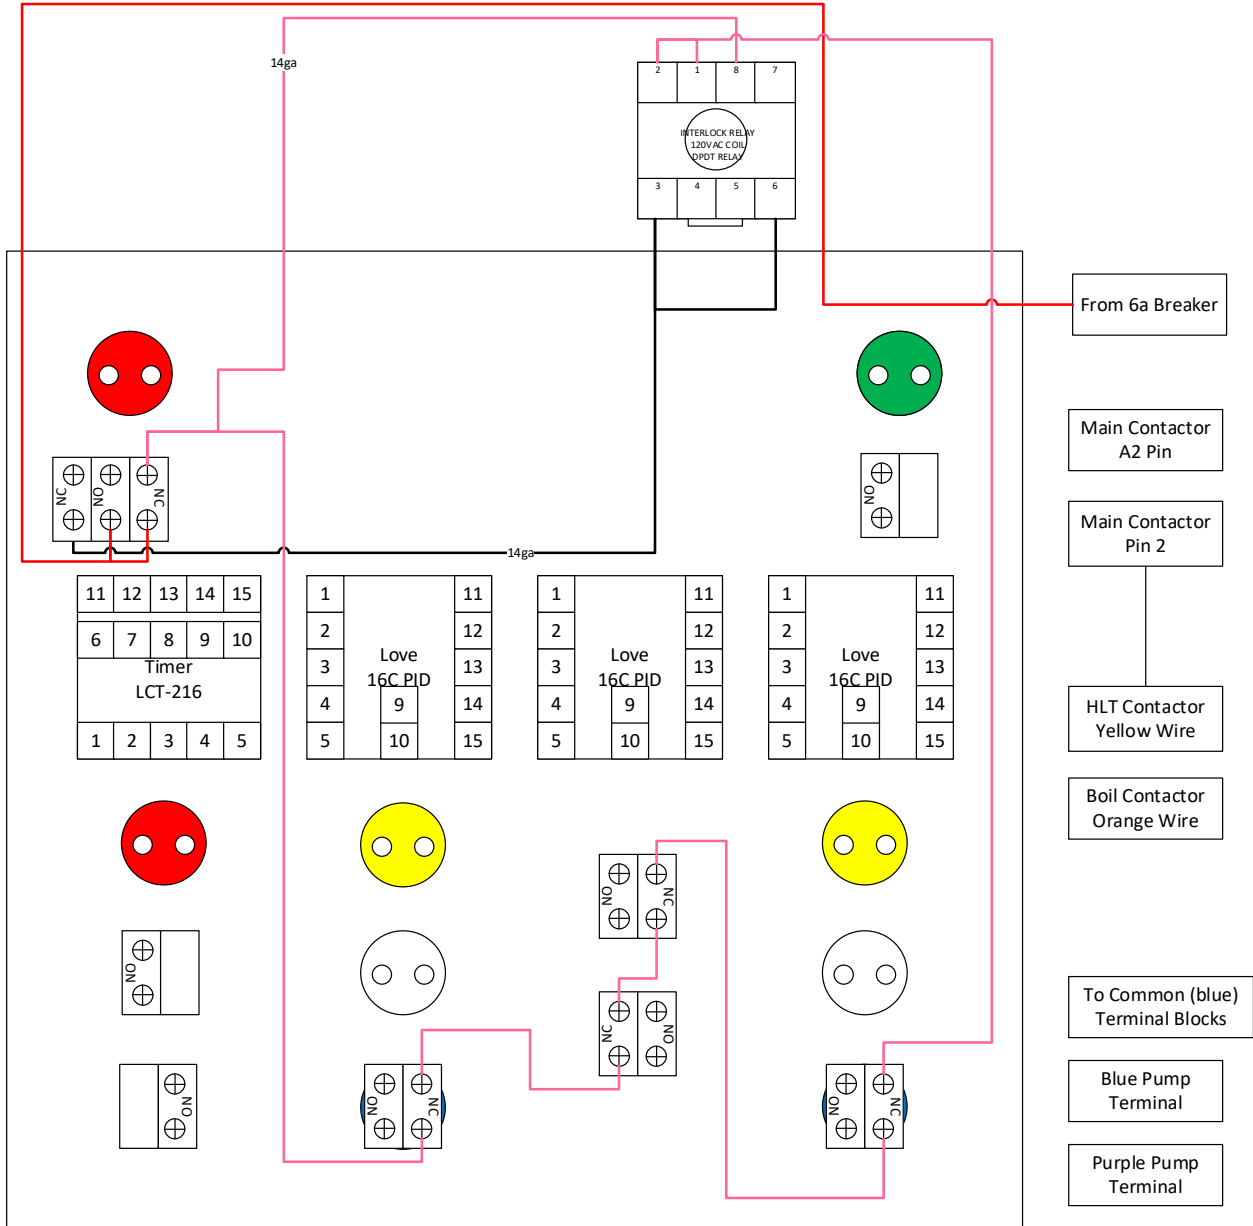 14ga
2 1 8 7
INTERLOCK RELAY
120VAC COIL
DPDT RELAY
3 4 5 6
From 6a Breaker
Main Contactor
A2 Pin
NC NO NC
NO
Main Contactor
Pin 2
14ga
11 12 13 14 15
6 7 8 9 10
Timer
LCT-216
1 2 3 4 5
1 11
2 12
3 13
Love
16C PID
4 9 14
5 10 15
1 11
2 12
3 13
Love
16C PID
4 9 14
5 10 15
1 11
2 12
3 13
Love
16C PID
4 9 14
5 10 15
HLT Contactor
Yellow Wire
Boil Contactor
Orange Wire
NO NC
NO
NC NO
To Common (blue)
Terminal Blocks
NO
NO NC
NO NC
Blue Pump
Terminal
Purple Pump
Terminal